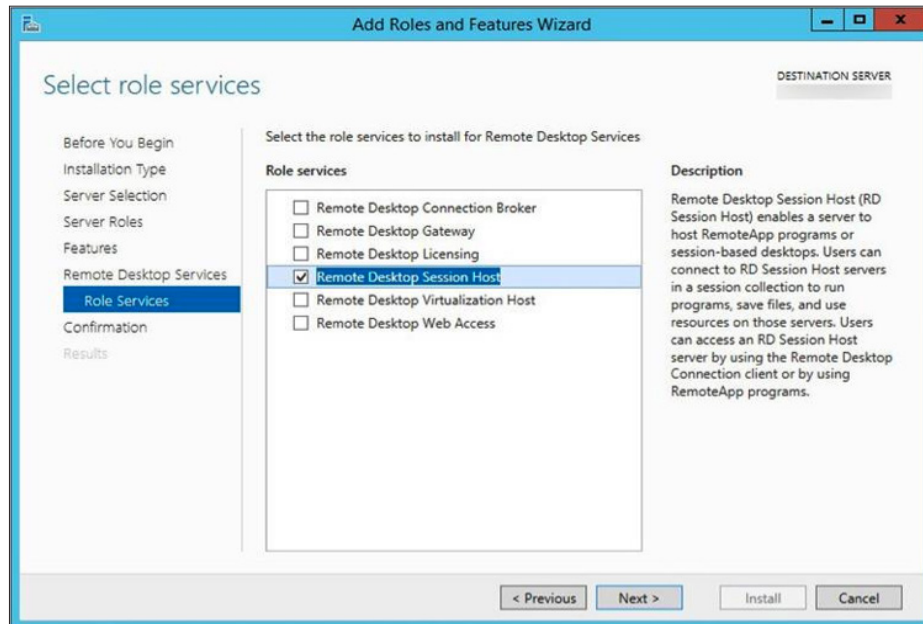 Add Roles and Features Wizard
Select role services
DESTINATION SERVER
Before You Begin
Installation Type
Server Selection
Server Roles
Features
Remote Desktop Services
Role Services
Confirmation
Results
Select the role services to install for Remote Desktop Services
Role services
Remote Desktop Connection Broker
Remote Desktop Gateway
Remote Desktop Licensing
Remote Desktop Session Host
Remote Desktop Virtualization Host
Remote Desktop Web Access
Description
Remote Desktop Session Host (RD
Session Host) enables a server to
host RemoteApp programs or
session-based desktops. Users can
connect to RD Session Host servers
in a session collection to run
programs, save files, and use
resources on those servers. Users
can access an RD Session Host
server by using the Remote Desktop
Connection client or by using
RemoteApp programs.
< Previous
Next >
Install
Cancel